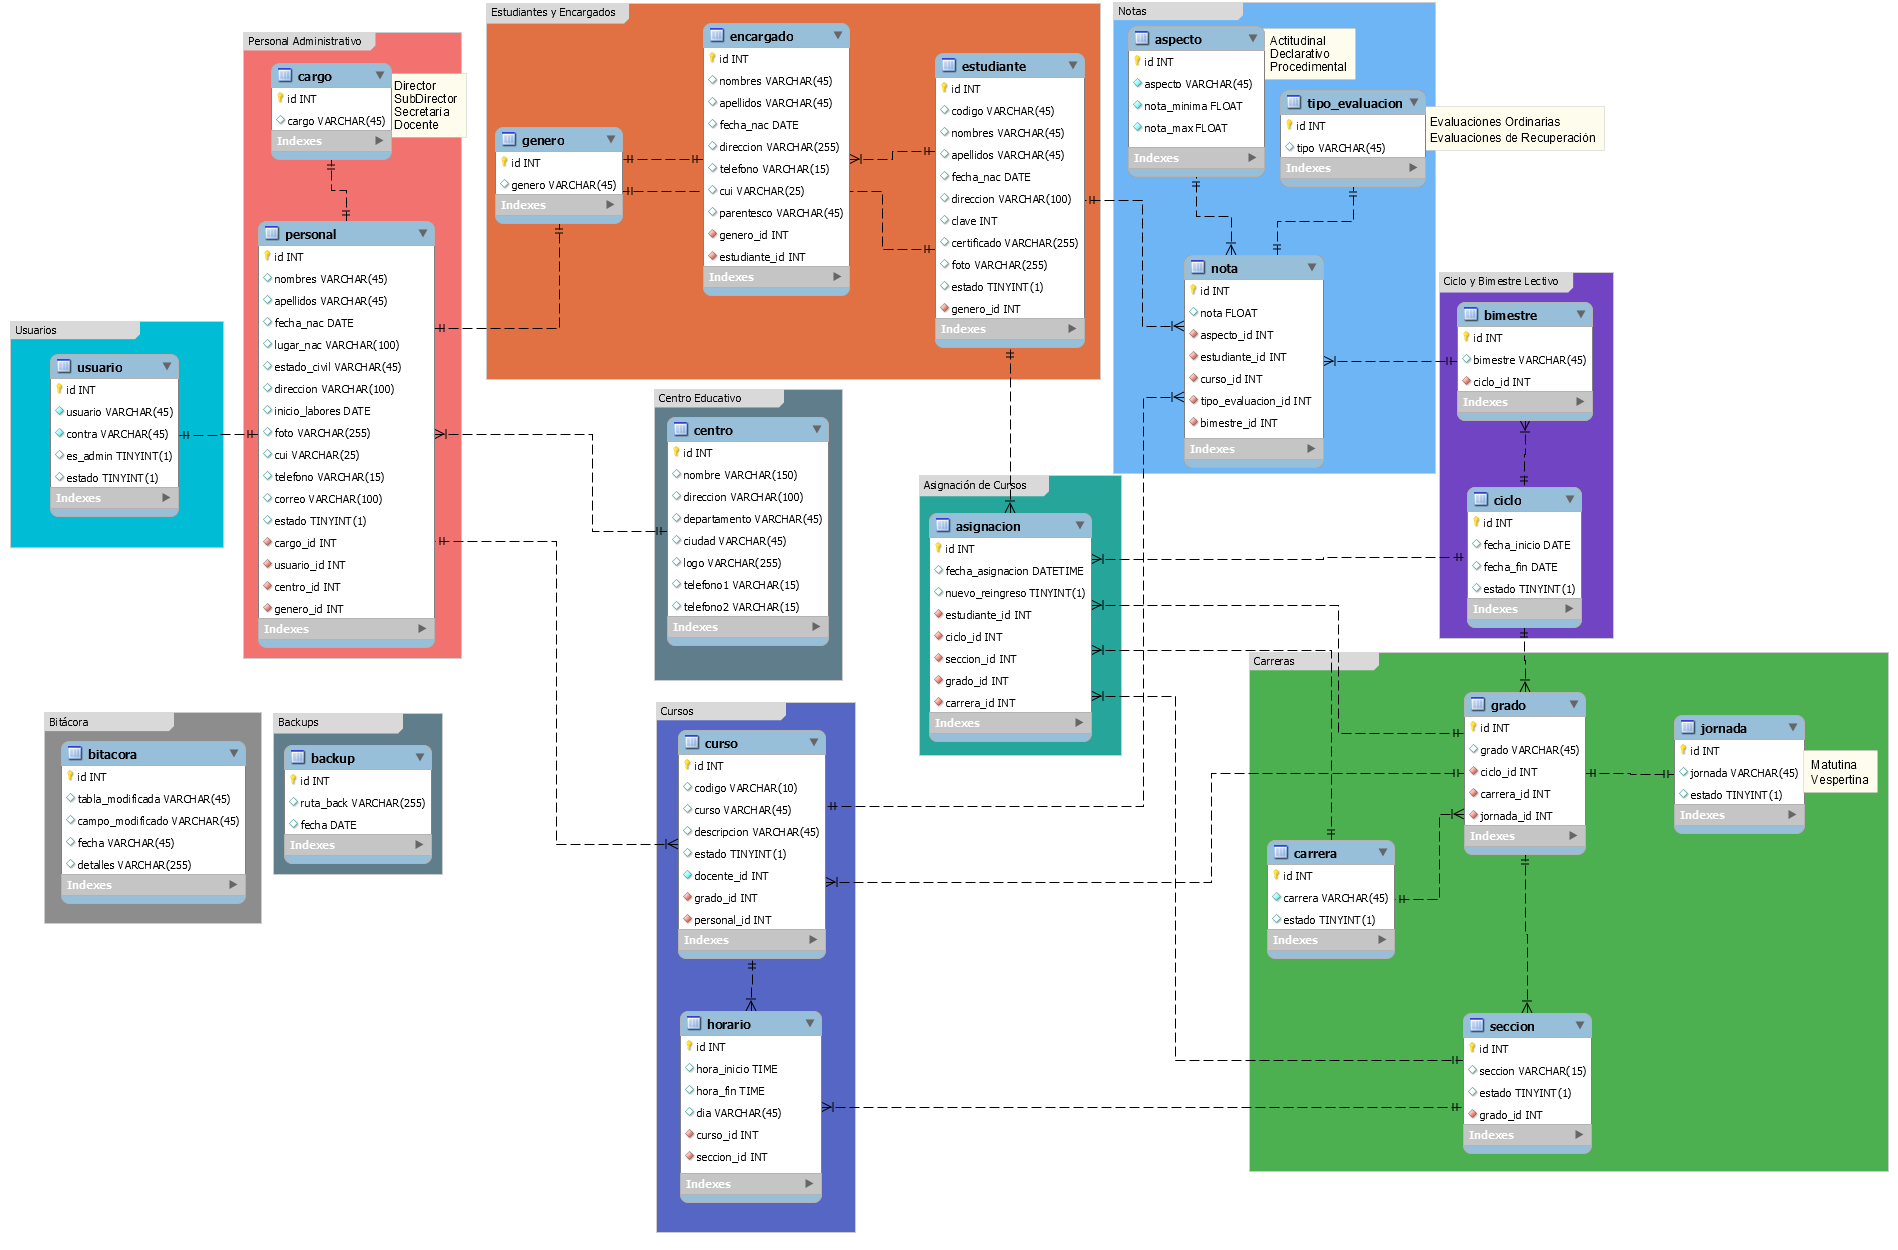 Personal Administrativo
cargo
id INT
cargo VARCHAR(45)
Indexes
Director
SubDirector
Secretaria
Docente
personal
id INT
nombres VARCHAR(45)
apellidos VARCHAR(45)
fecha_nac DATE
lugar_nac VARCHAR(100)
estado_civil VARCHAR(45)
direccion VARCHAR(100)
inicio_labores DATE
foto VARCHAR(255)
cui VARCHAR(25)
telefono VARCHAR(15)
correo VARCHAR(100)
estado TINYINT(1)
cargo_id INT
usuario_id INT
centro_id INT
genero_id INT
Indexes
Usuarios
usuario
id INT
usuario VARCHAR(45)
contra VARCHAR(45)
es_admin TINYINT(1)
estado TINYINT(1)
Indexes
Estudiantes y Encargados
genero
id INT
genero VARCHAR(45)
Indexes
encargado
id INT
nombres VARCHAR(45)
apellidos VARCHAR(45)
fecha_nac DATE
direccion VARCHAR(255)
telefono VARCHAR(15)
cui VARCHAR(25)
parentesco VARCHAR(45)
genero_id INT
estudiante_id INT
Indexes
estudiante
id INT
codigo VARCHAR(45)
nombres VARCHAR(45)
apellidos VARCHAR(45)
fecha_nac DATE
direccion VARCHAR(100)
clave INT
certificado VARCHAR(255)
foto VARCHAR(255)
estado TINYINT(1)
genero_id INT
Indexes
Notas
aspecto
id INT
aspecto VARCHAR(45)
nota_minima FLOAT
nota_max FLOAT
Indexes
Actitudinal
Declarativo
Procedimental
tipo_evaluacion
id INT
tipo VARCHAR(45)
Indexes
Evaluaciones Ordinarias
Evaluaciones de Recuperación
nota
id INT
nota FLOAT
aspecto_id INT
estudiante_id INT
curso_id INT
tipo_evaluacion_id INT
bimestre_id INT
Indexes
Ciclo y Bimestre Lectivo
bimestre
id INT
bimestre VARCHAR(45)
ciclo_id INT
Indexes
ciclo
id INT
fecha_inicio DATE
fecha_fin DATE
estado TINYINT(1)
Indexes
Centro Educativo
centro
id INT
nombre VARCHAR(150)
direccion VARCHAR(100)
departamento VARCHAR(45)
ciudad VARCHAR(45)
logo VARCHAR(255)
telefono1 VARCHAR(15)
telefono2 VARCHAR(15)
Indexes
Asignación de Cursos
asignacion
id INT
fecha_asignacion DATETIME
nuevo_reingreso TINYINT(1)
estudiante_id INT
ciclo_id INT
seccion_id INT
grado_id INT
carrera_id INT
Indexes
Bitácora
bitacora
id INT
tabla_modificada VARCHAR(45)
campo_modificado VARCHAR(45)
fecha VARCHAR(45)
detalles VARCHAR(255)
Indexes
Backups
backup
id INT
ruta_back VARCHAR(255)
fecha DATE
Indexes
Cursos
curso
id INT
codigo VARCHAR(10)
curso VARCHAR(45)
descripcion VARCHAR(45)
estado TINYINT(1)
docente_id INT
grado_id INT
personal_id INT
Indexes
horario
id INT
hora_inicio TIME
hora_fin TIME
dia VARCHAR(45)
curso_id INT
seccion_id INT
Indexes
Carreras
grado
id INT
grado VARCHAR(45)
ciclo_id INT
carrera_id INT
jornada_id INT
Indexes
jornada
id INT
jornada VARCHAR(45)
estado TINYINT(1)
Indexes
Matutina
Vespertina
carrera
id INT
carrera VARCHAR(45)
estado TINYINT(1)
Indexes
seccion
id INT
seccion VARCHAR(15)
estado TINYINT(1)
grado_id INT
Indexes